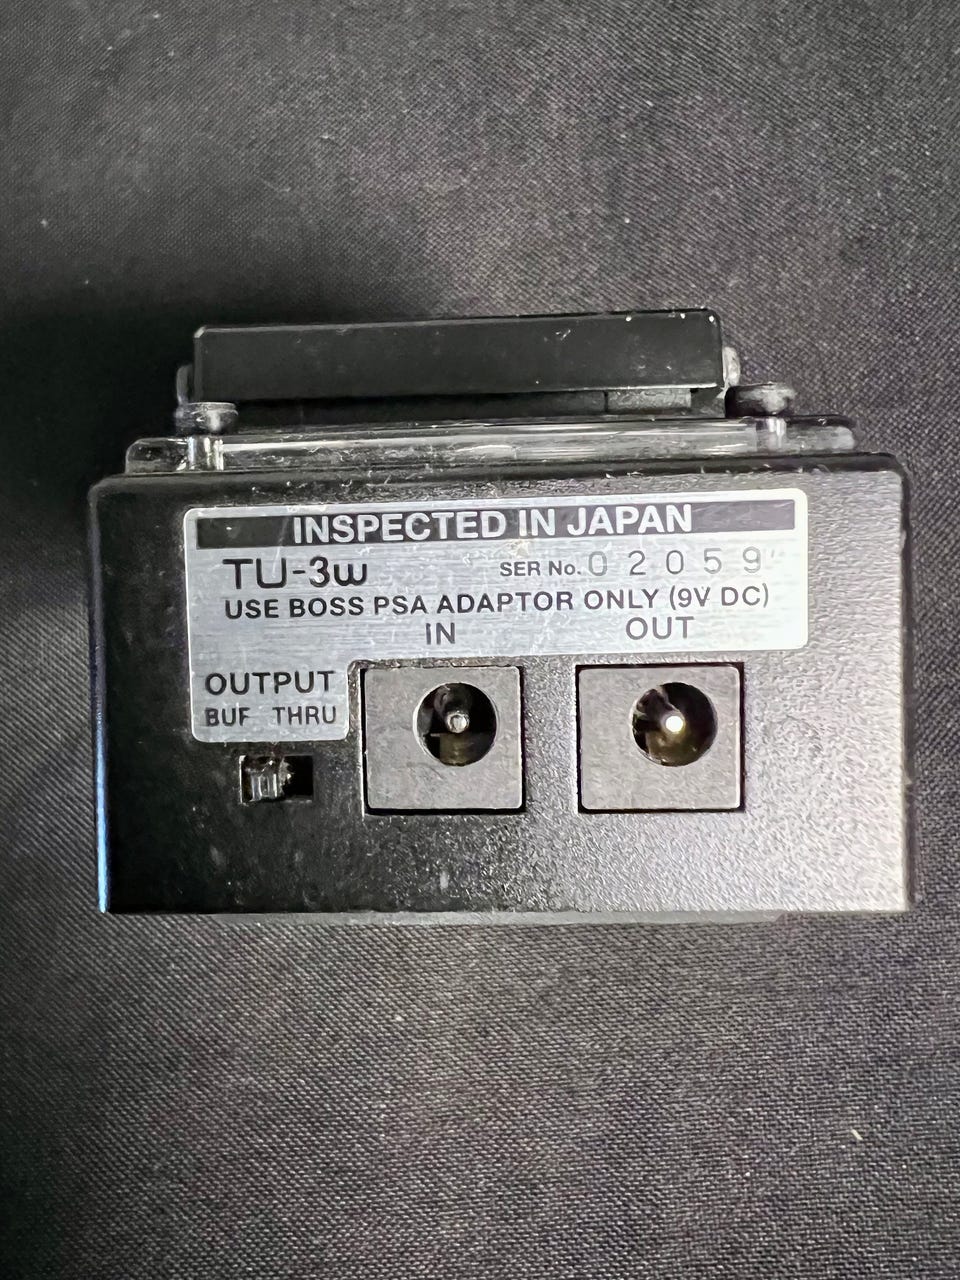 INSPECTED IN JAPAN
TU-3w SER No. 02059
USE BOSS PSA ADAPTOR ONLY (9V DC)
IN OUT
OUTPUT
BUF THRU